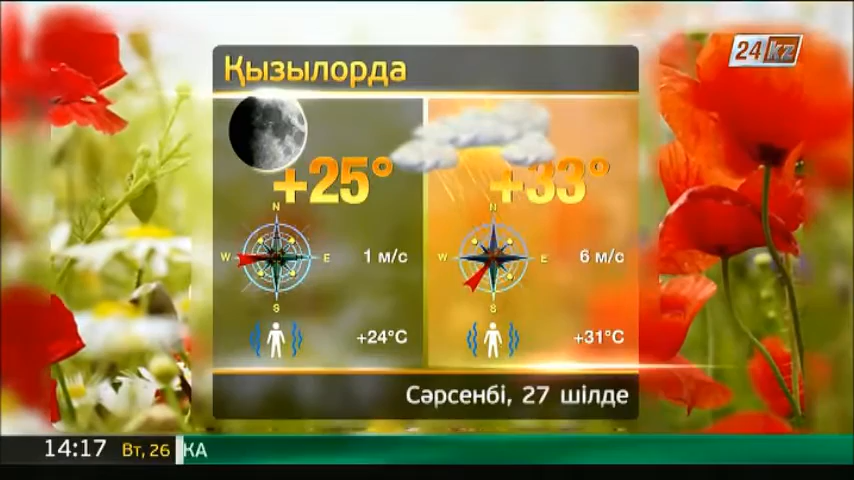 24 kz
Қызылорда
+25°
+33°
N
W E
S
1 м/с
N
W E
S
6 м/с
+24°C
+31°C
Сәрсенбі, 27 шілде
14:17 Вт, 26 КА